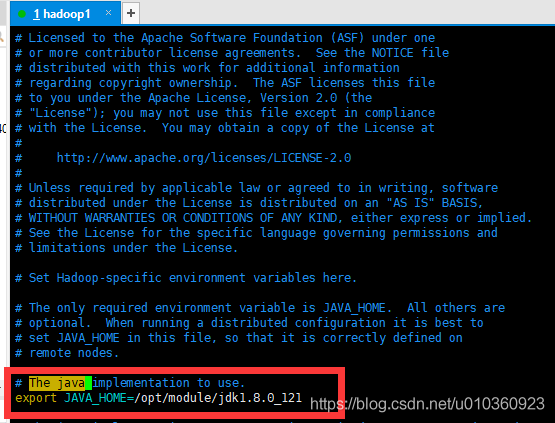 1 hadoop1 × +
# Licensed to the Apache Software Foundation (ASF) under one
# or more contributor license agreements.  See the NOTICE file
# distributed with this work for additional information
# regarding copyright ownership.  The ASF licenses this file
# to you under the Apache License, Version 2.0 (the
# "License"); you may not use this file except in compliance
# with the License.  You may obtain a copy of the License at
#
#     http://www.apache.org/licenses/LICENSE-2.0
#
# Unless required by applicable law or agreed to in writing, software
# distributed under the License is distributed on an "AS IS" BASIS,
# WITHOUT WARRANTIES OR CONDITIONS OF ANY KIND, either express or implied.
# See the License for the specific language governing permissions and
# limitations under the License.
# Set Hadoop-specific environment variables here.
# The only required environment variable is JAVA_HOME.  All others are
# optional.  When running a distributed configuration it is best to
# set JAVA_HOME in this file, so that it is correctly defined on
# remote nodes.
# The java implementation to use.
export JAVA_HOME=/opt/module/jdk1.8.0_121
https://blog.csdn.net/u010360923